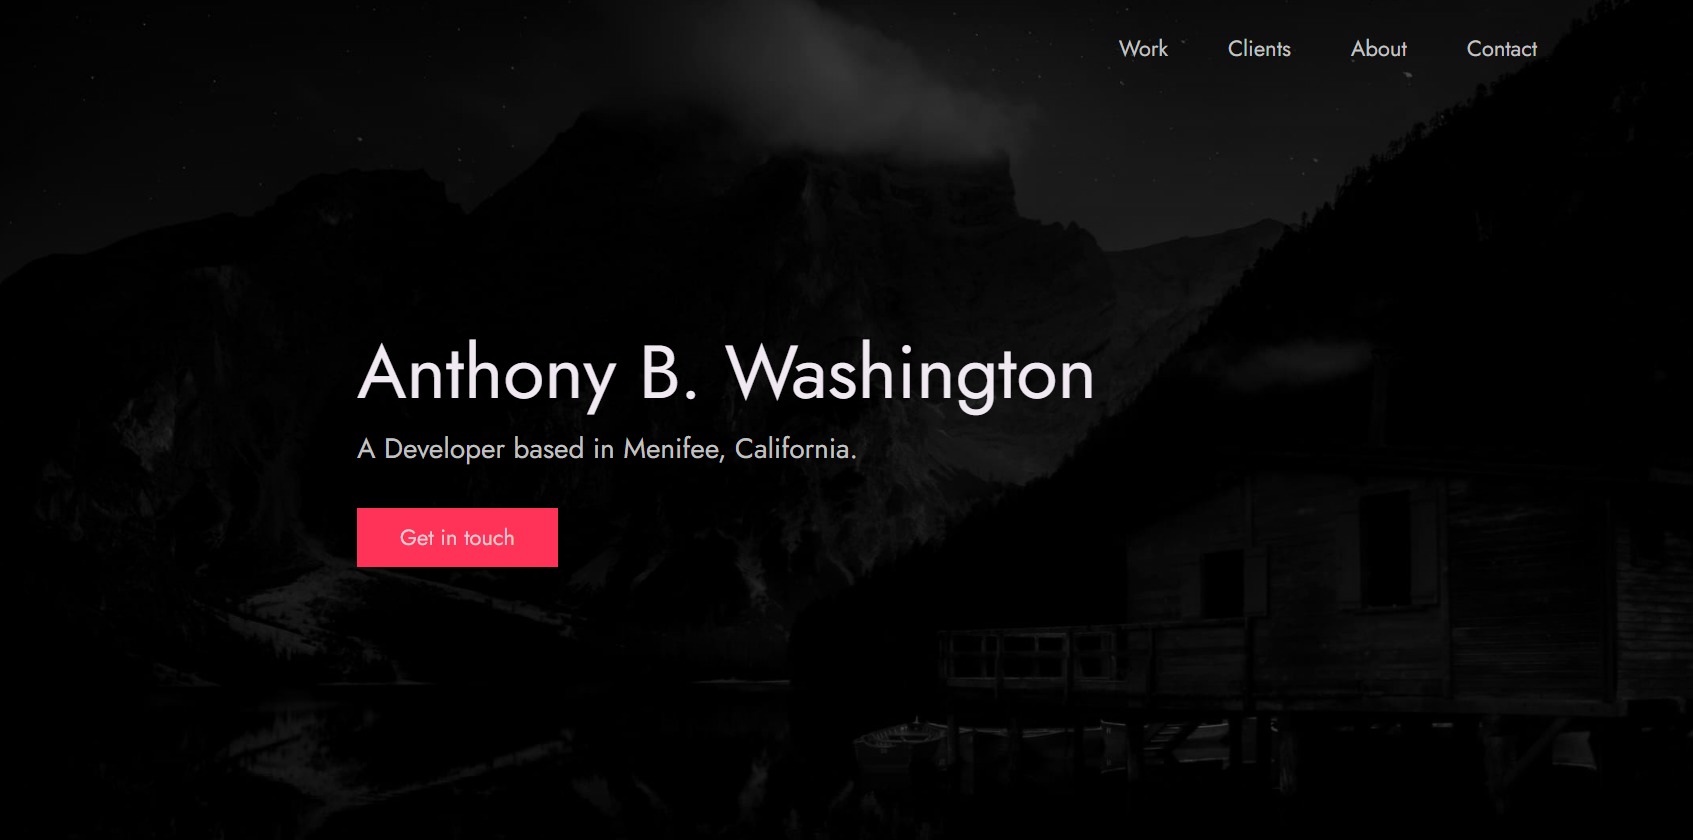 Work Clients About Contact
Anthony B. Washington
A Developer based in Menifee, California.
Get in touch